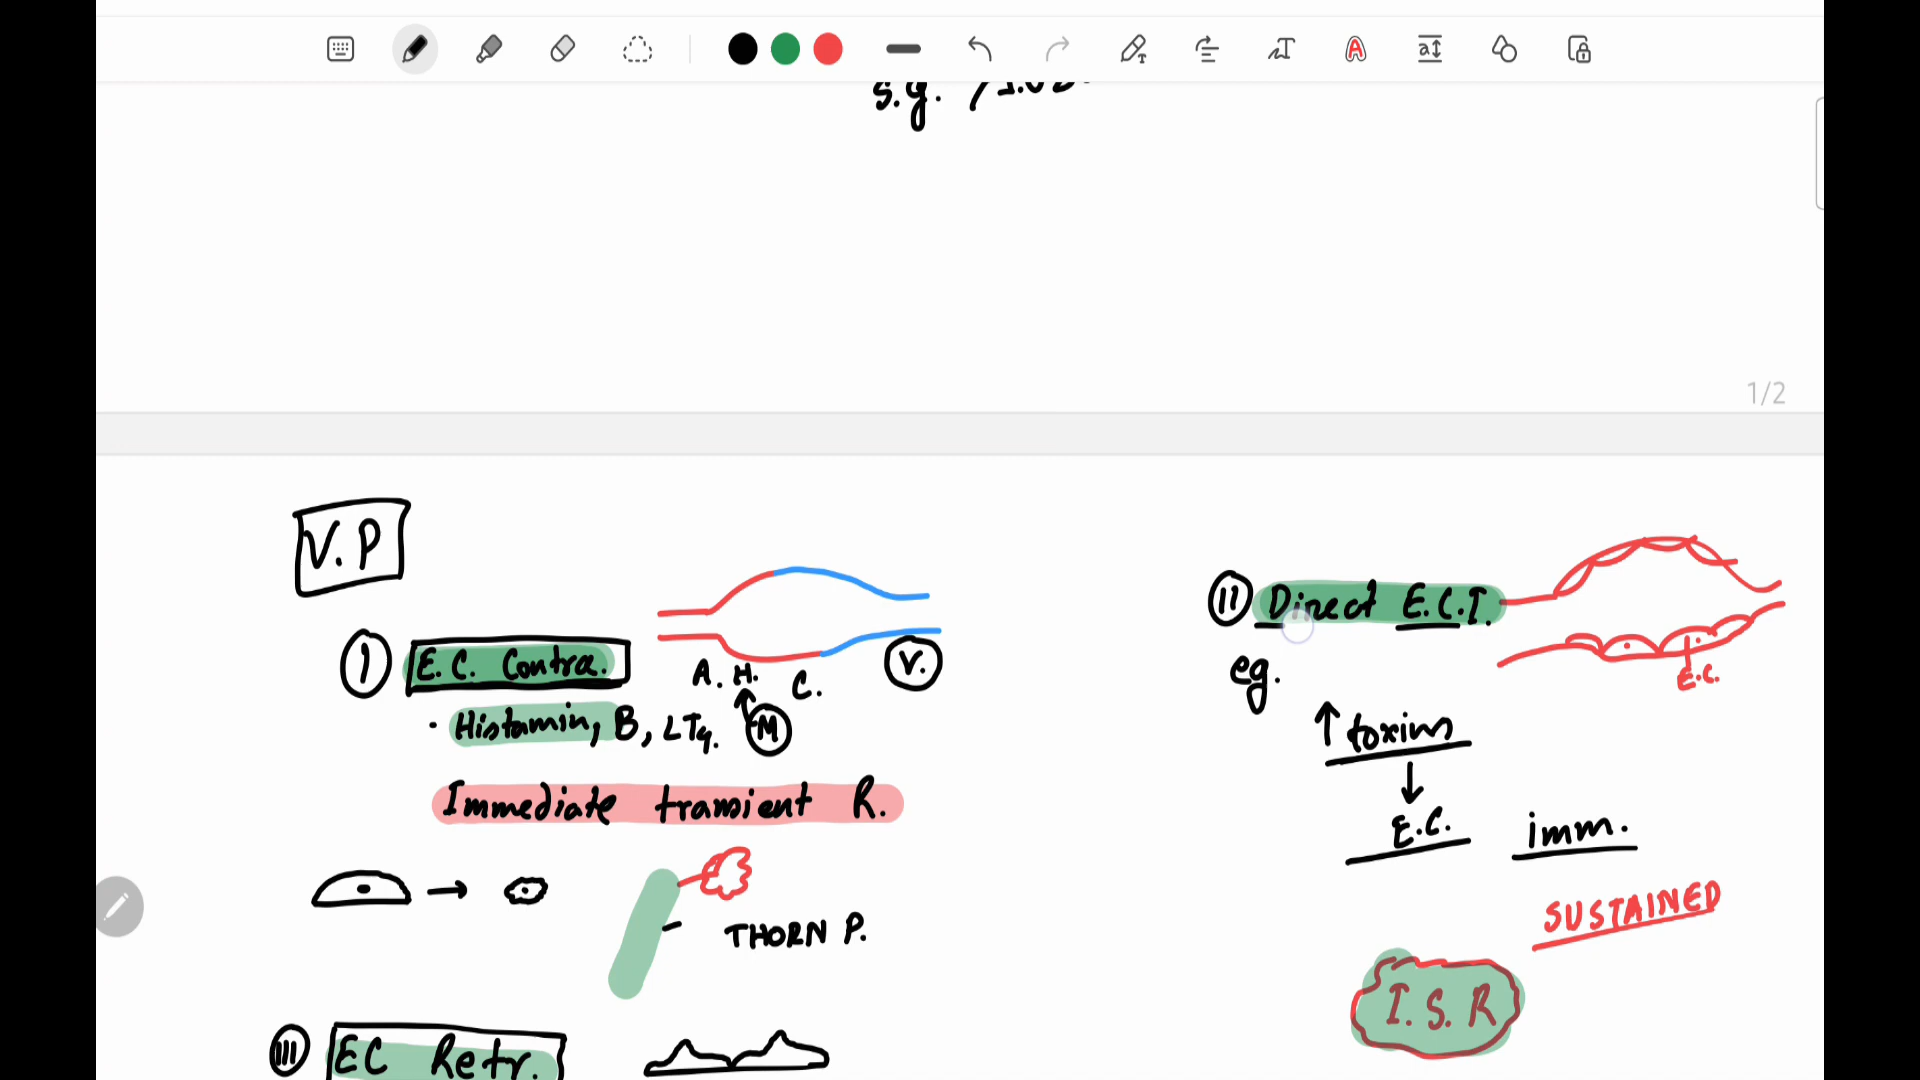 s.g.
1/2
V.P
I E.C. Contra.
A. H. C. V.
· Histamin, B, LT4. M
Immediate transient R.
THORN P.
III EC Retr.
II Direct E.C.I.
E.C.
eg.
↑ toxins
↓
E.C. imm.
SUSTAINED
I.S.R